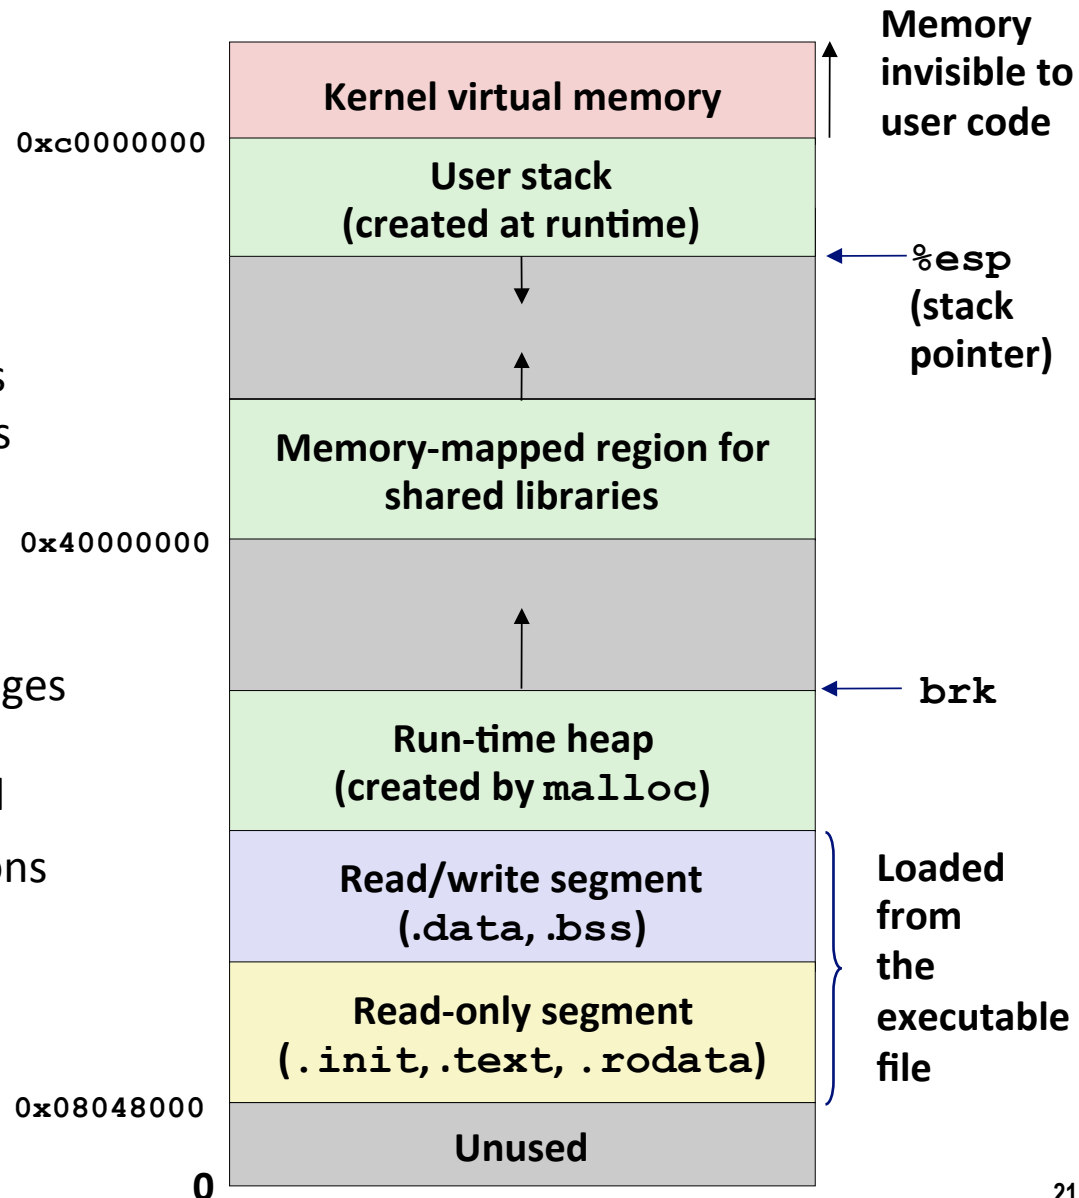 Memory
invisible to
user code
Kernel virtual memory
0xc0000000
User stack
(created at runtime)
%esp
(stack
pointer)
s
s
Memory-mapped region for
shared libraries
0x40000000
ges
brk
Run-time heap
(created by malloc)
l
ons
Read/write segment
(.data, .bss)
Loaded
from
the
executable
file
Read-only segment
(.init, .text, .rodata)
0x08048000
Unused
0
21